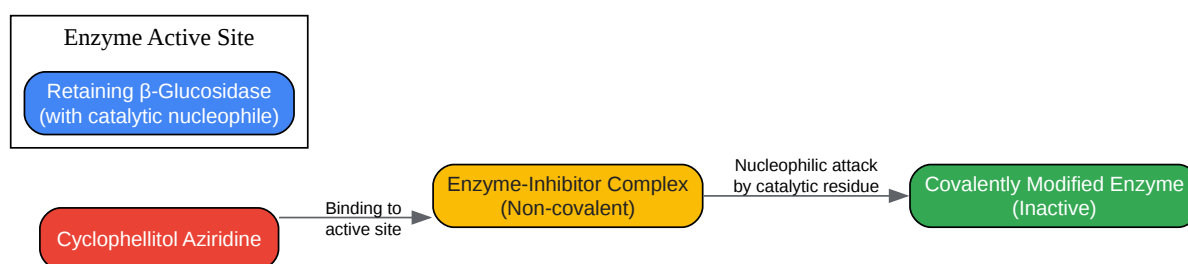 Enzyme Active Site
Retaining β-Glucosidase
(with catalytic nucleophile)
Cyclophellitol Aziridine
Binding to
active site
Enzyme-Inhibitor Complex
(Non-covalent)
Nucleophilic attack
by catalytic residue
Covalently Modified Enzyme
(Inactive)